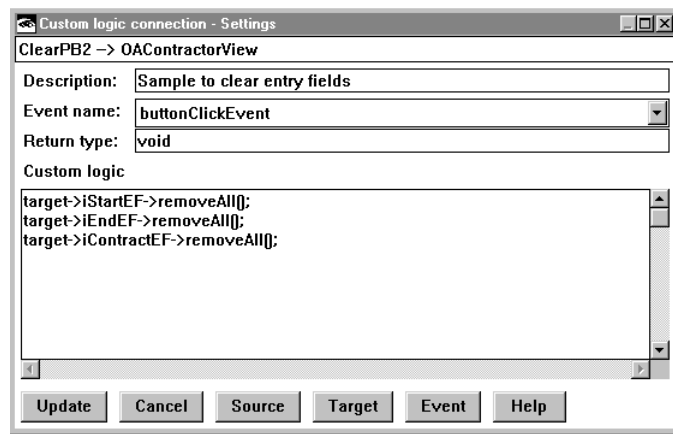 Custom logic connection - Settings
ClearPB2 –> OAContractorView
Description: Sample to clear entry fields
Event name: buttonClickEvent
Return type: void
Custom logic
target->iStartEF->removeAll();
target->iEndEF->removeAll();
target->iContractEF->removeAll();
Update Cancel Source Target Event Help